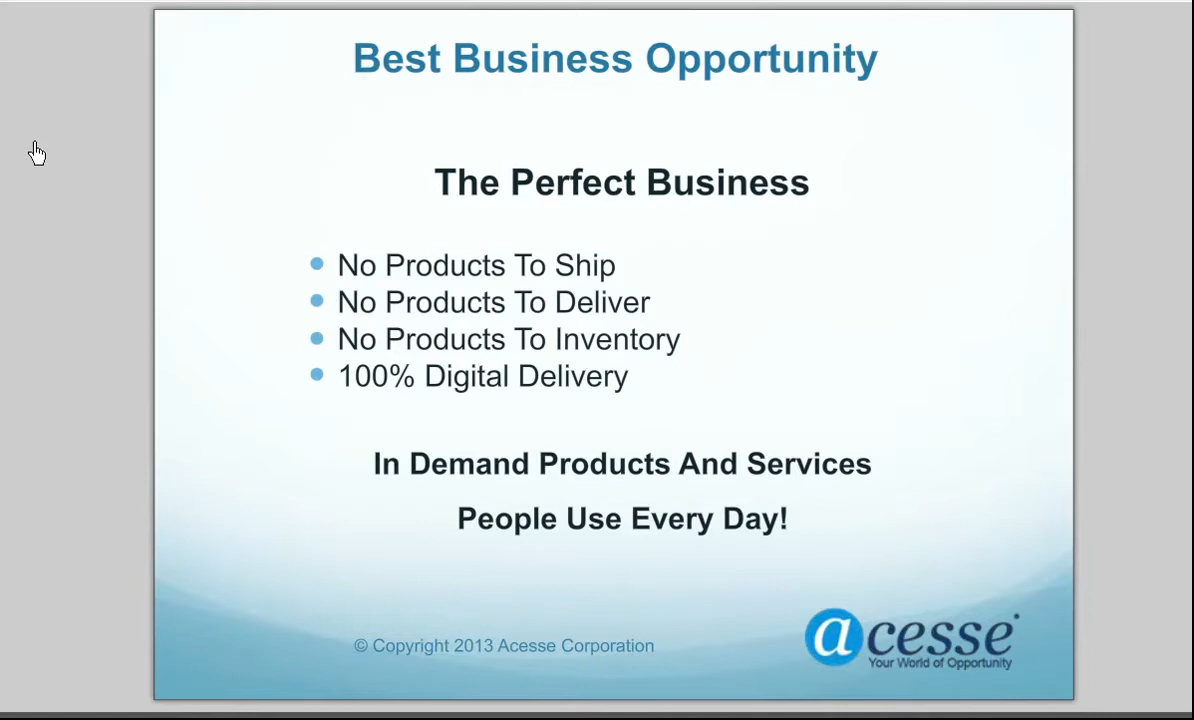 Best Business Opportunity
The Perfect Business
No Products To Ship
No Products To Deliver
No Products To Inventory
100% Digital Delivery
In Demand Products And Services
People Use Every Day!
© Copyright 2013 Acesse Corporation
acesse
Your World of Opportunity